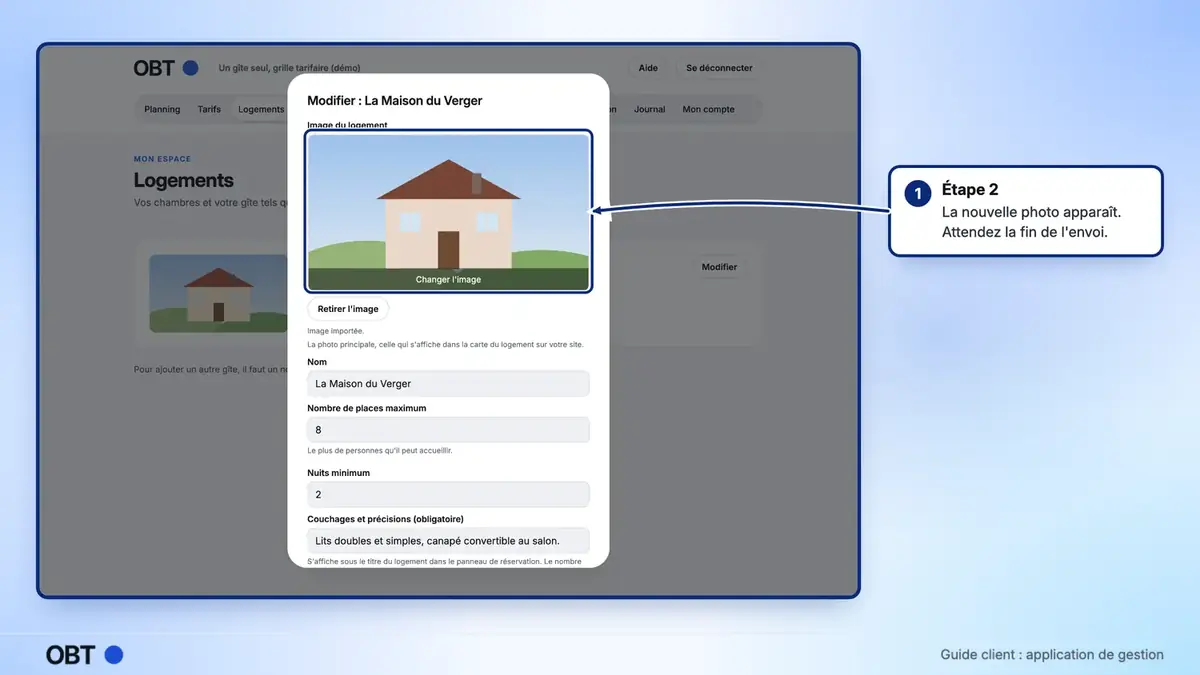 OBT
Un gîte seul, grille tarifaire (démo)
Aide
Se déconnecter
Planning
Tarifs
Logements
Journal
Mon compte
MON ESPACE
Logements
Vos chambres et votre gîte tels
Modifier
Pour ajouter un autre gîte, il faut un
Modifier : La Maison du Verger
Image du logement
Changer l'image
Retirer l'image
Image importée.
La photo principale, celle qui s'affiche dans la carte du logement sur votre site.
Nom
La Maison du Verger
Nombre de places maximum
8
Le plus de personnes qu'il peut accueillir.
Nuits minimum
2
Couchages et précisions (obligatoire)
Lits doubles et simples, canapé convertible au salon.
S'affiche sous le titre du logement dans le panneau de réservation. Le nombre
1
Étape 2
La nouvelle photo apparaît.
Attendez la fin de l'envoi.
OBT
Guide client : application de gestion